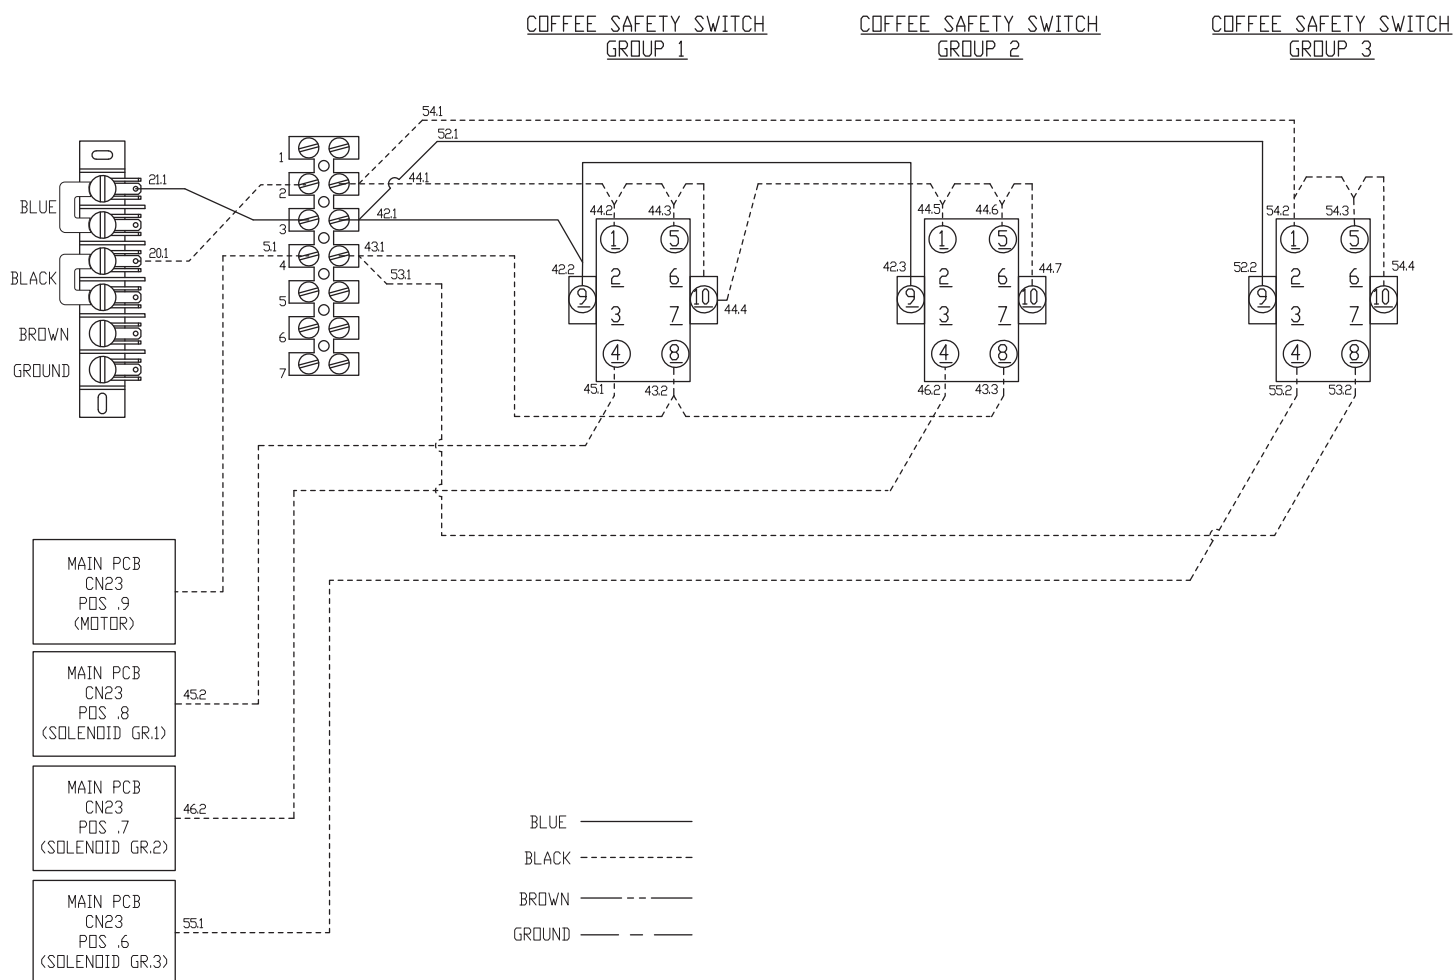 COFFEE SAFETY SWITCH
GROUP 1
COFFEE SAFETY SWITCH
GROUP 2
COFFEE SAFETY SWITCH
GROUP 3
54.1
52.1
1
21.1
44.1
2
BLUE
44.2
44.3
44.5
44.6
54.2
54.3
42.1
3
20.1
5.1
43.1
4
BLACK
53.1
42.2
42.3
44.7
52.2
54.4
44.4
5
BROWN
6
GROUND
7
1 5
2 6
9 10
3 7
4 8
1 5
2 6
9 10
3 7
4 8
1 5
2 6
9 10
3 7
4 8
45.1
43.2
46.2
43.3
55.2
53.2
MAIN PCB
CN23
POS .9
(MOTOR)
MAIN PCB
CN23
POS .8
(SOLENOID GR.1)
45.2
MAIN PCB
CN23
POS .7
(SOLENOID GR.2)
46.2
MAIN PCB
CN23
POS .6
(SOLENOID GR.3)
55.1
BLUE
BLACK
BROWN
GROUND